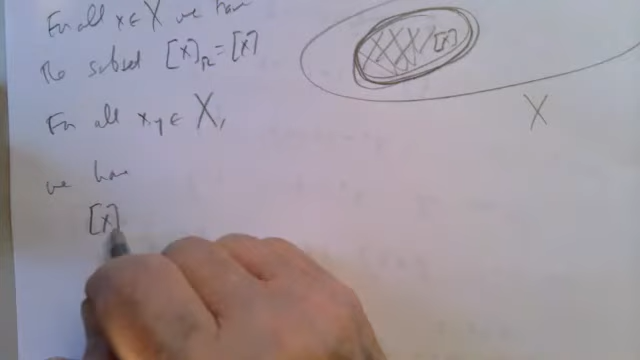 For all x ∈ X we have
the subset [x]_R = [x]
For all x,y ∈ X,
we have
[x]
[x]
X